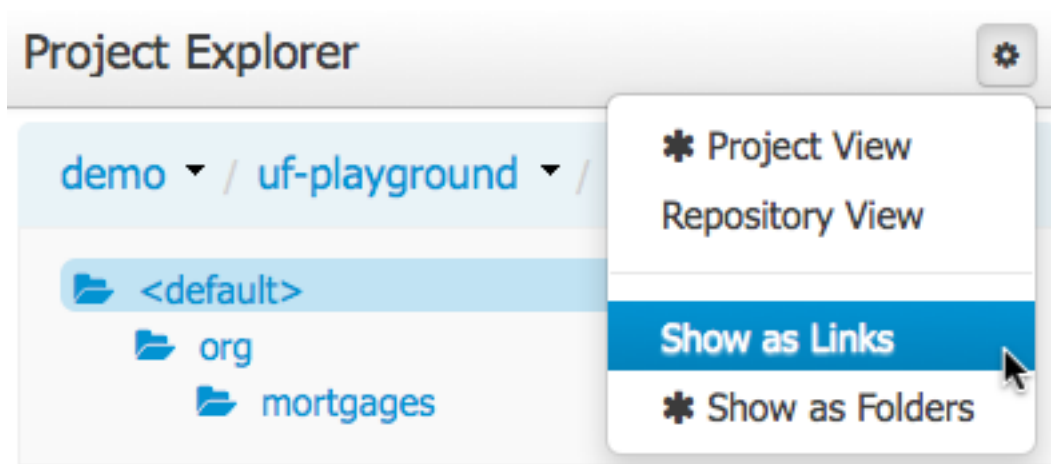 Project Explorer
demo / uf-playground /
<default>
org
mortgages
✱ Project View
Repository View
Show as Links
✱ Show as Folders